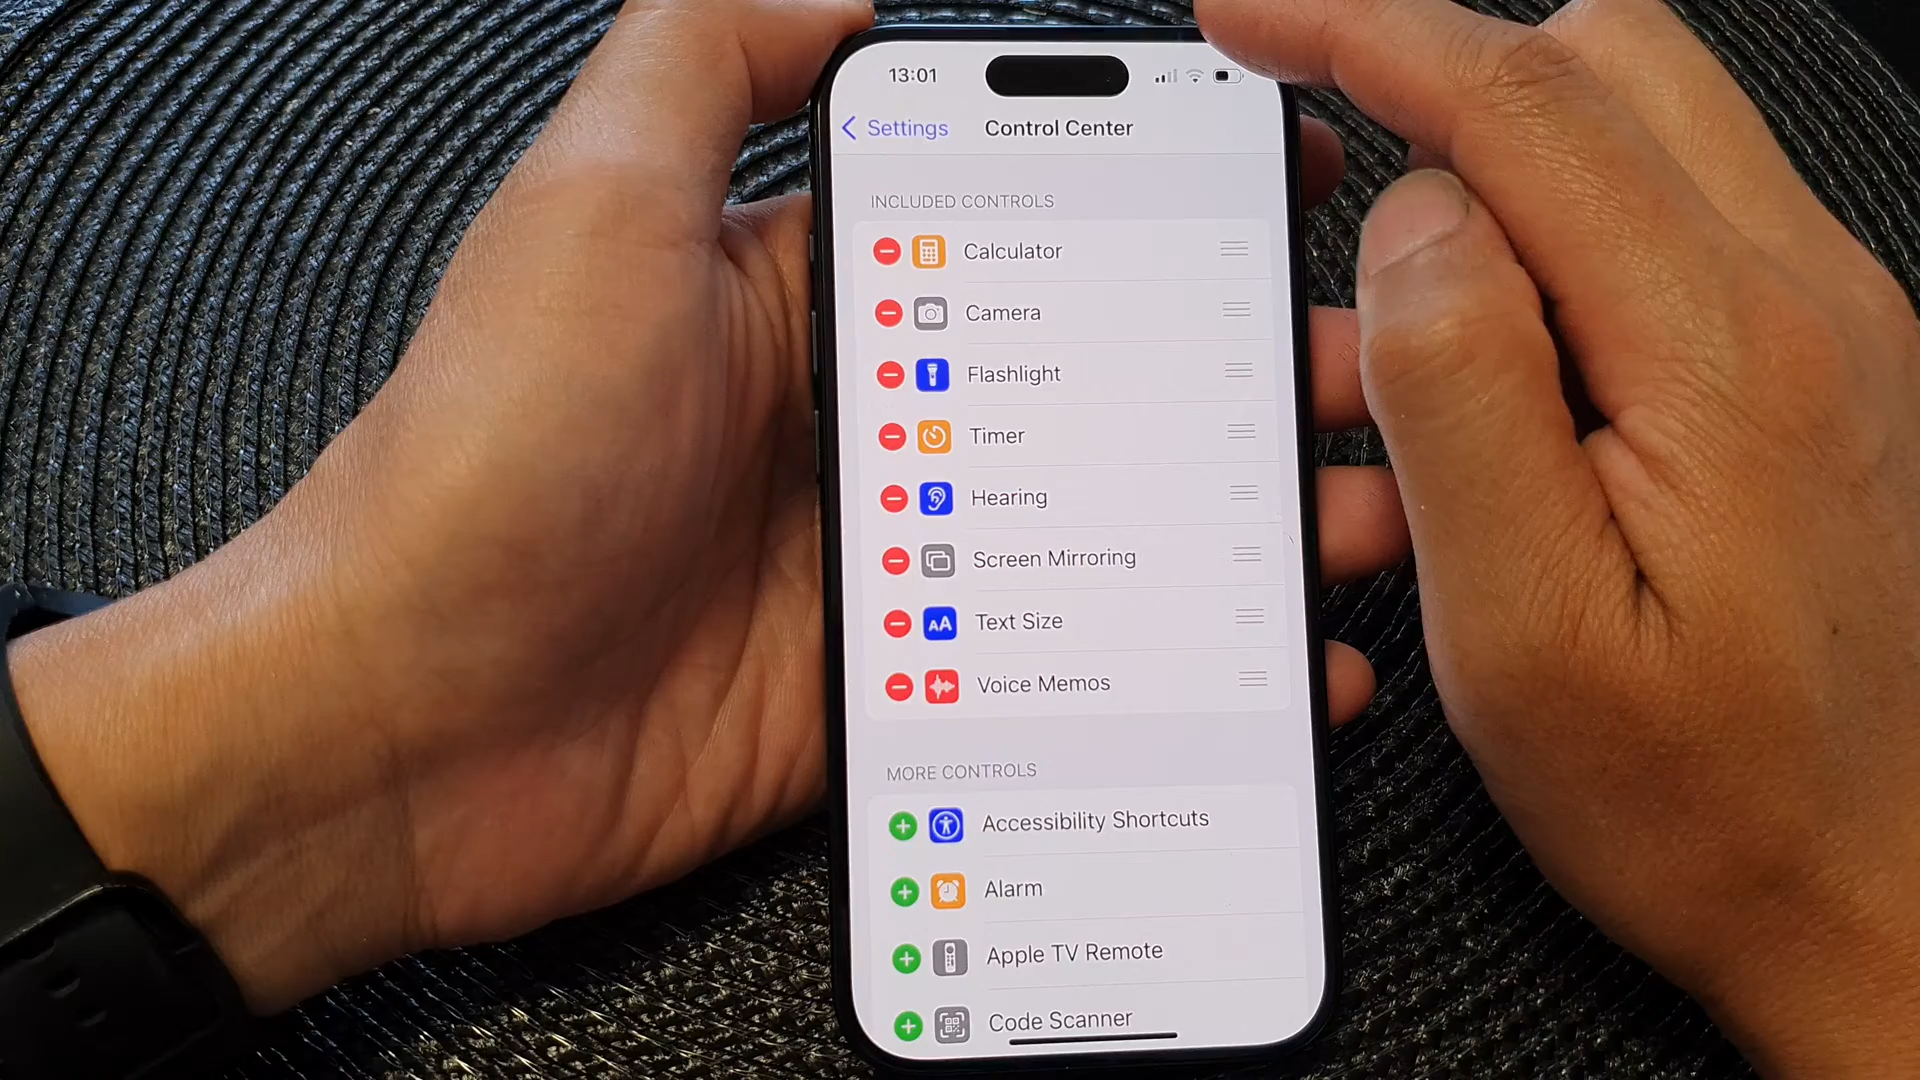 13:01
Settings
Control Center
INCLUDED CONTROLS
Calculator
Camera
Flashlight
Timer
Hearing
Screen Mirroring
AA Text Size
Voice Memos
MORE CONTROLS
Accessibility Shortcuts
Alarm
Apple TV Remote
Code Scanner